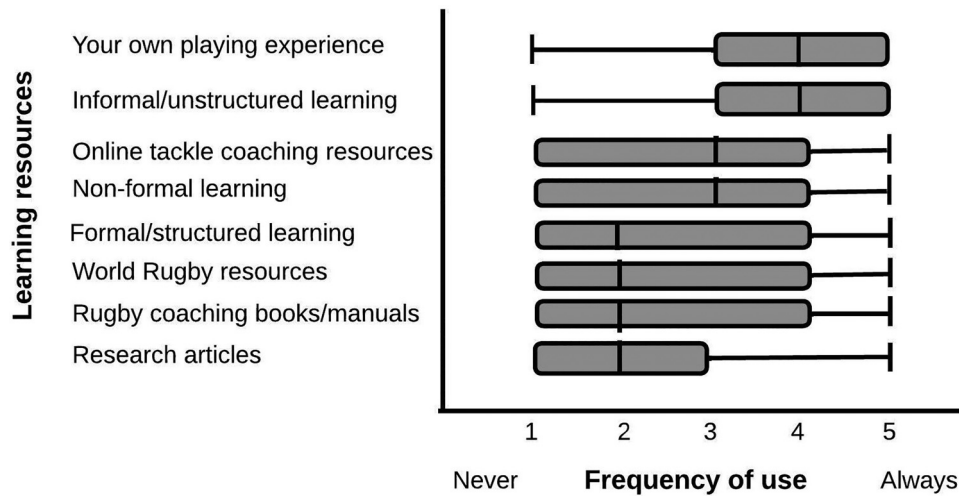 Learning resources
Your own playing experience
Informal/unstructured learning
Online tackle coaching resources
Non-formal learning
Formal/structured learning
World Rugby resources
Rugby coaching books/manuals
Research articles
1 2 3 4 5
Never Frequency of use Always